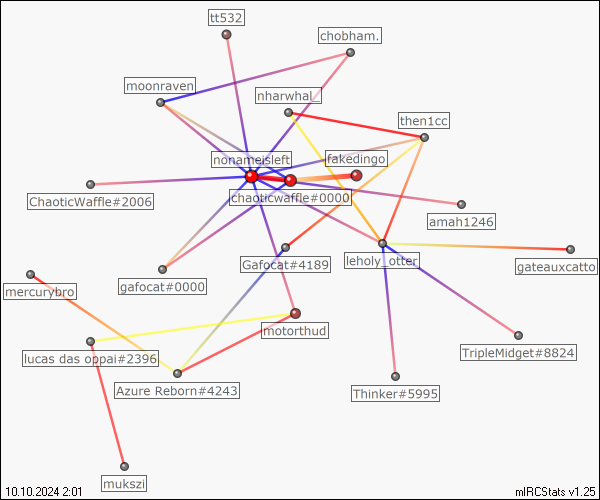 tt532
chobham.
moonraven
nharwhal_
then1cc
nonameisleft
fakedingo
ChaoticWaffle#2006
chaoticwaffle#0000
amah1246
Gafocat#4189
leholy_otter
gateauxcatto
mercurybro
gafocat#0000
motorthud
lucas das oppai#2396
TripleMidget#8824
Azure Reborn#4243
Thinker#5995
mukszi
10.10.2024 2:01
mIRCStats v1.25